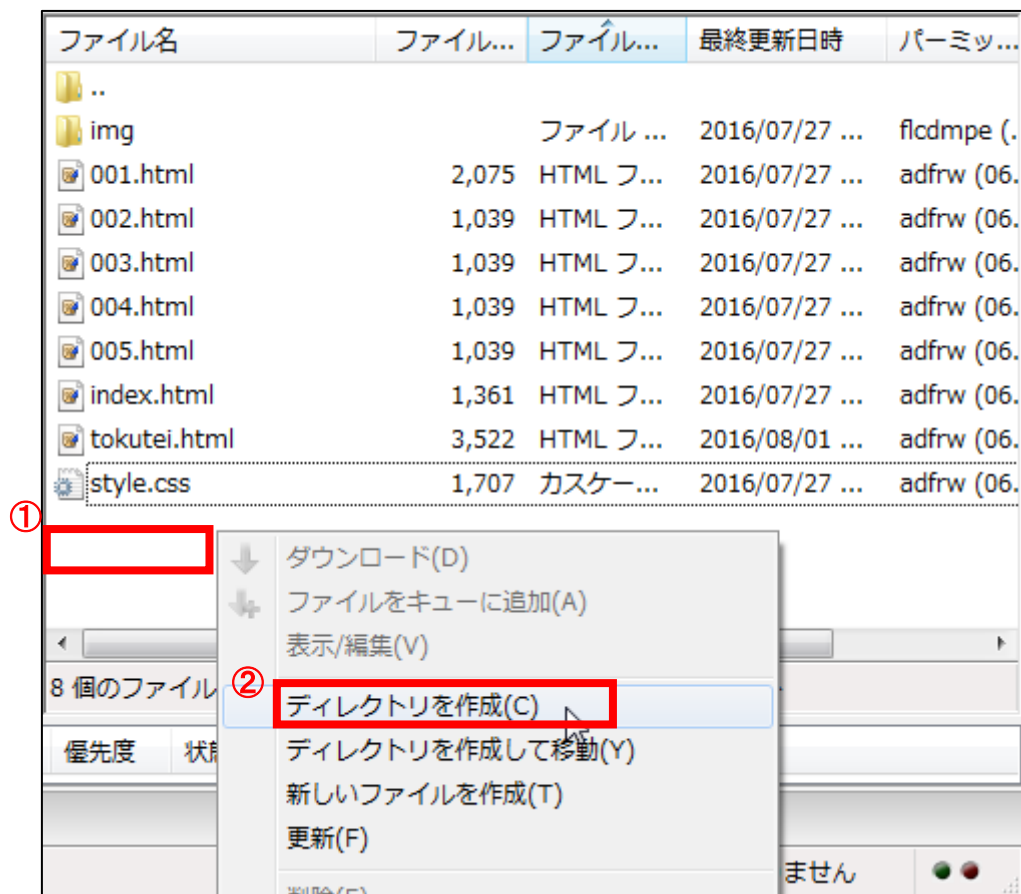 ファイル名 ファイル... ファイル... 最終更新日時 パーミッ...
..
img ファイル ... 2016/07/27 ... flcdmpe (.
001.html 2,075 HTML フ... 2016/07/27 ... adfrw (06.
002.html 1,039 HTML フ... 2016/07/27 ... adfrw (06.
003.html 1,039 HTML フ... 2016/07/27 ... adfrw (06.
004.html 1,039 HTML フ... 2016/07/27 ... adfrw (06.
005.html 1,039 HTML フ... 2016/07/27 ... adfrw (06.
index.html 1,361 HTML フ... 2016/07/27 ... adfrw (06.
tokutei.html 3,522 HTML フ... 2016/08/01 ... adfrw (06.
style.css 1,707 カスケー... 2016/07/27 ... adfrw (06.
①
ダウンロード(D)
ファイルをキューに追加(A)
表示/編集(V)
8 個のファイル
②
ディレクトリを作成(C)
優先度 状態
ディレクトリを作成して移動(Y)
新しいファイルを作成(T)
更新(F)
ません